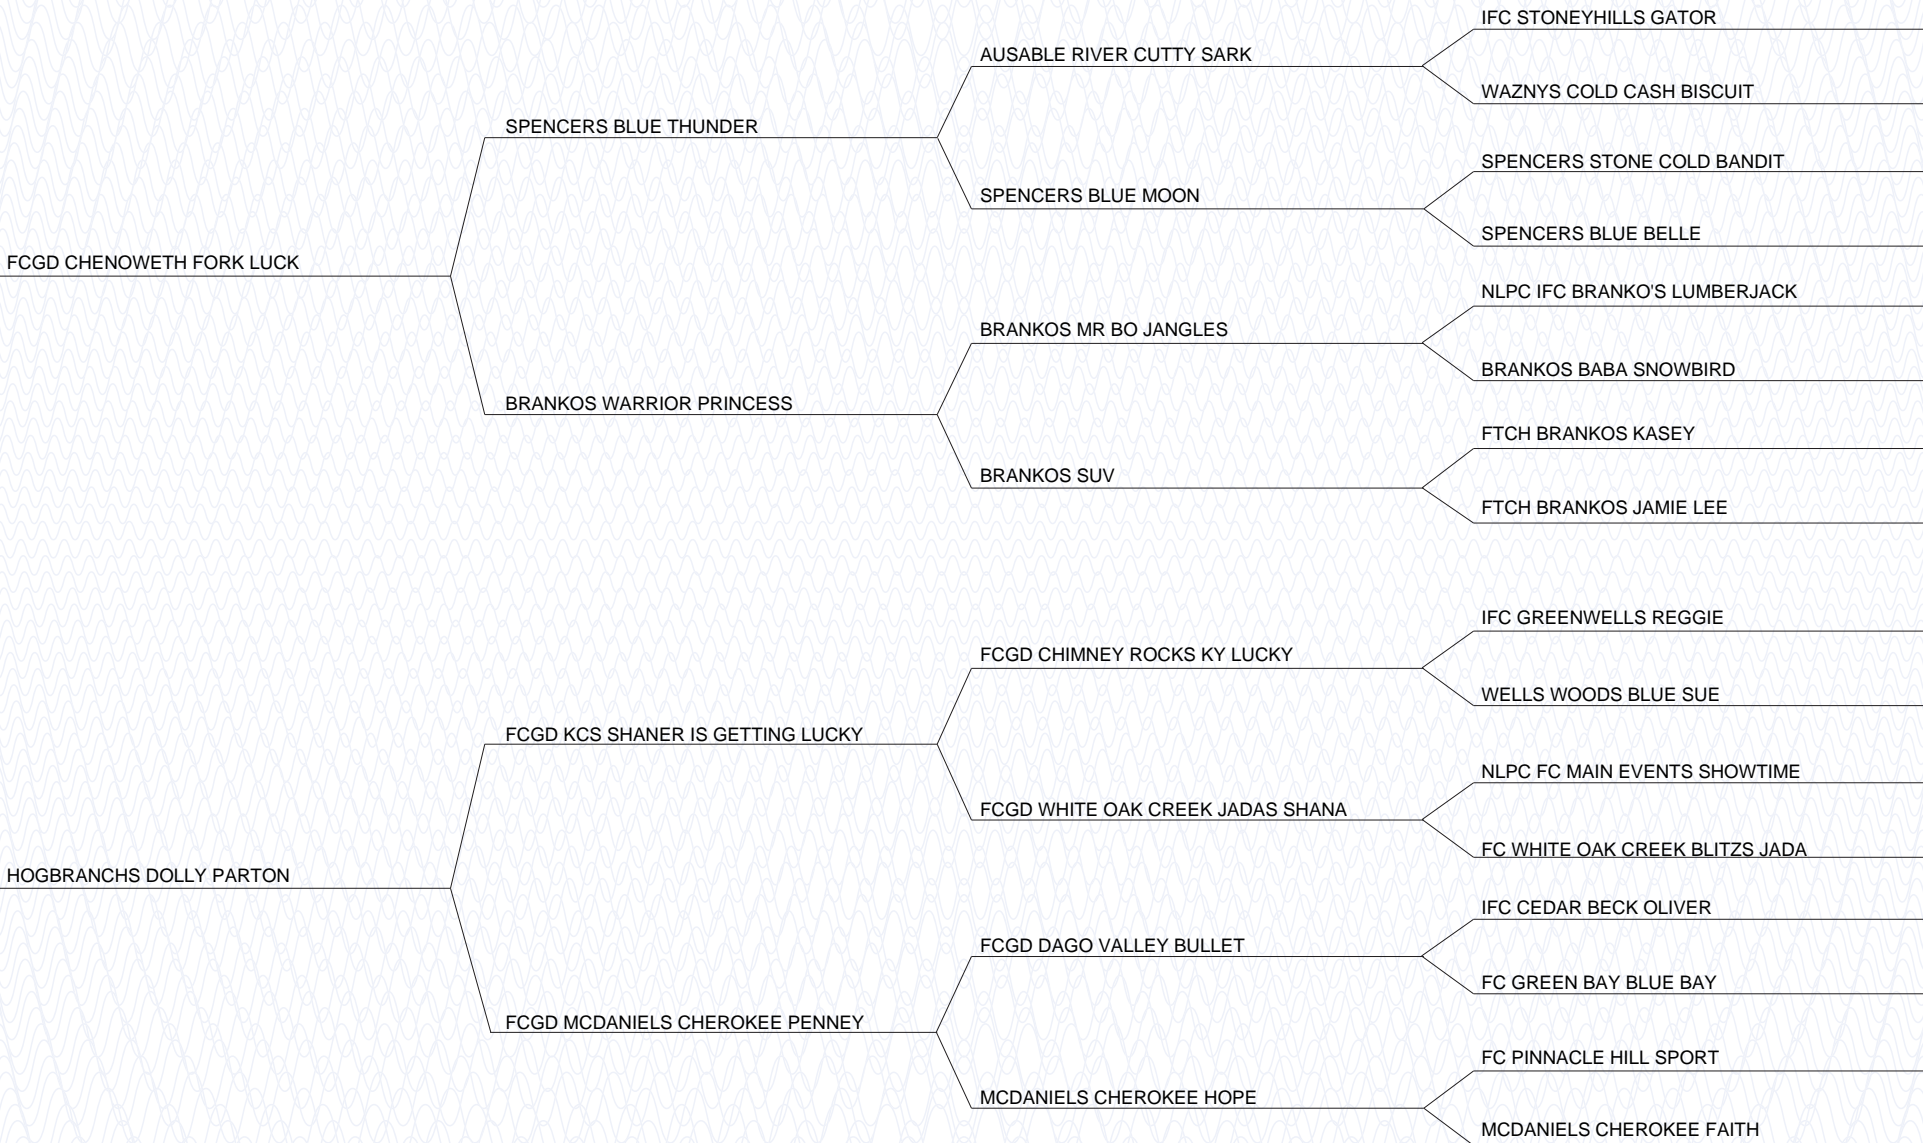 IFC STONEYHILLS GATOR
AUSABLE RIVER CUTTY SARK
WAZNYS COLD CASH BISCUIT
SPENCERS BLUE THUNDER
SPENCERS STONE COLD BANDIT
SPENCERS BLUE MOON
SPENCERS BLUE BELLE
FCGD CHENOWETH FORK LUCK
NLPC IFC BRANKO'S LUMBERJACK
BRANKOS MR BO JANGLES
BRANKOS BABA SNOWBIRD
BRANKOS WARRIOR PRINCESS
FTCH BRANKOS KASEY
BRANKOS SUV
FTCH BRANKOS JAMIE LEE
IFC GREENWELLS REGGIE
FCGD CHIMNEY ROCKS KY LUCKY
WELLS WOODS BLUE SUE
FCGD KCS SHANER IS GETTING LUCKY
NLPC FC MAIN EVENTS SHOWTIME
FCGD WHITE OAK CREEK JADAS SHANA
FC WHITE OAK CREEK BLITZS JADA
HOGBRANCHS DOLLY PARTON
IFC CEDAR BECK OLIVER
FCGD DAGO VALLEY BULLET
FC GREEN BAY BLUE BAY
FCGD MCDANIELS CHEROKEE PENNEY
FC PINNACLE HILL SPORT
MCDANIELS CHEROKEE HOPE
MCDANIELS CHEROKEE FAITH